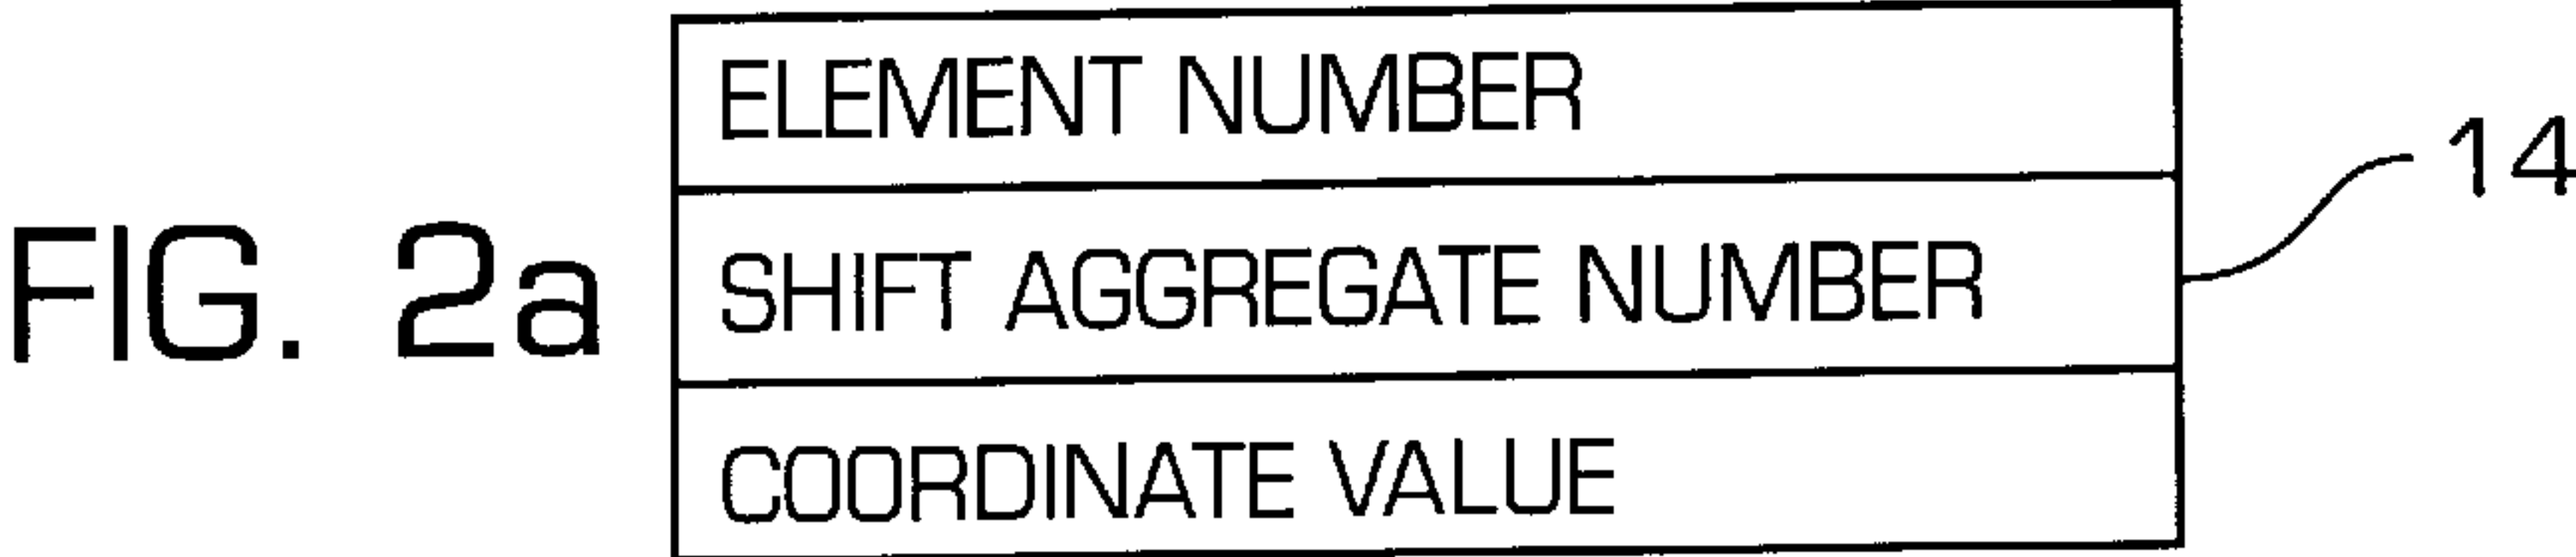 FIG. 2a
ELEMENT NUMBER
SHIFT AGGREGATE NUMBER
COORDINATE VALUE
14